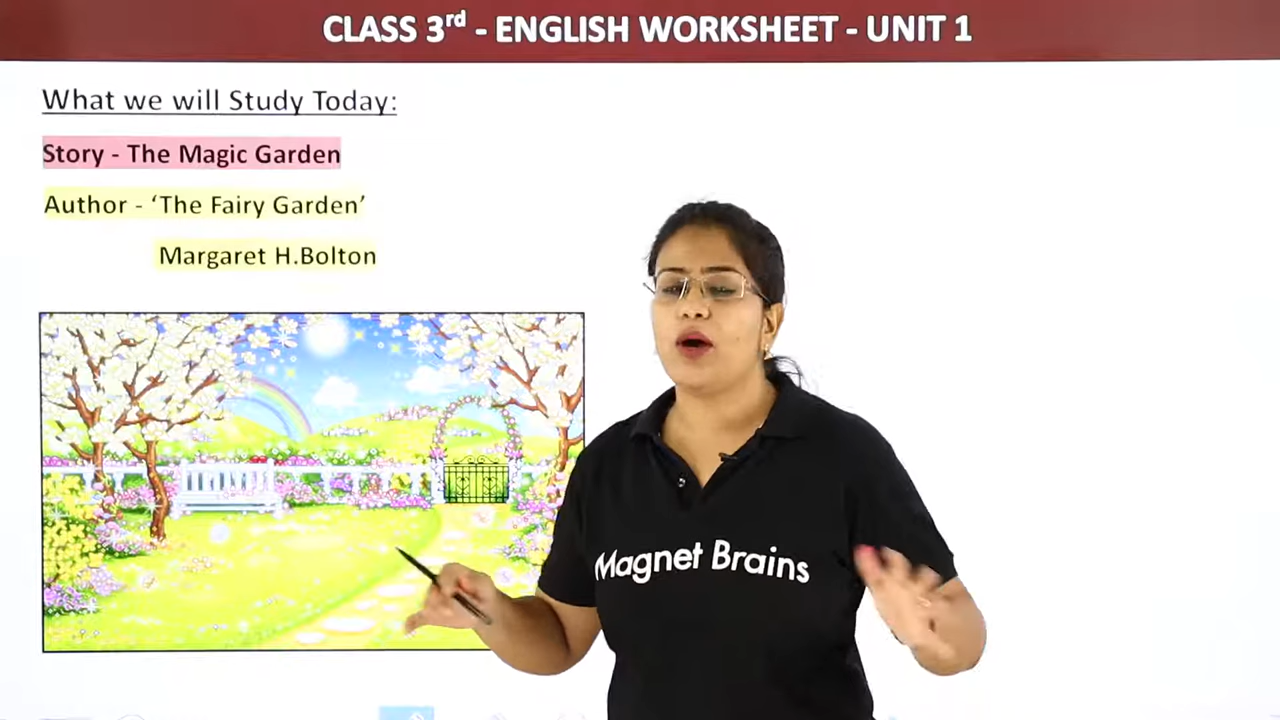 CLASS 3rd - ENGLISH WORKSHEET - UNIT 1
What we will Study Today:
Story - The Magic Garden
Author - ‘The Fairy Garden’
Margaret H.Bolton
Magnet Brains